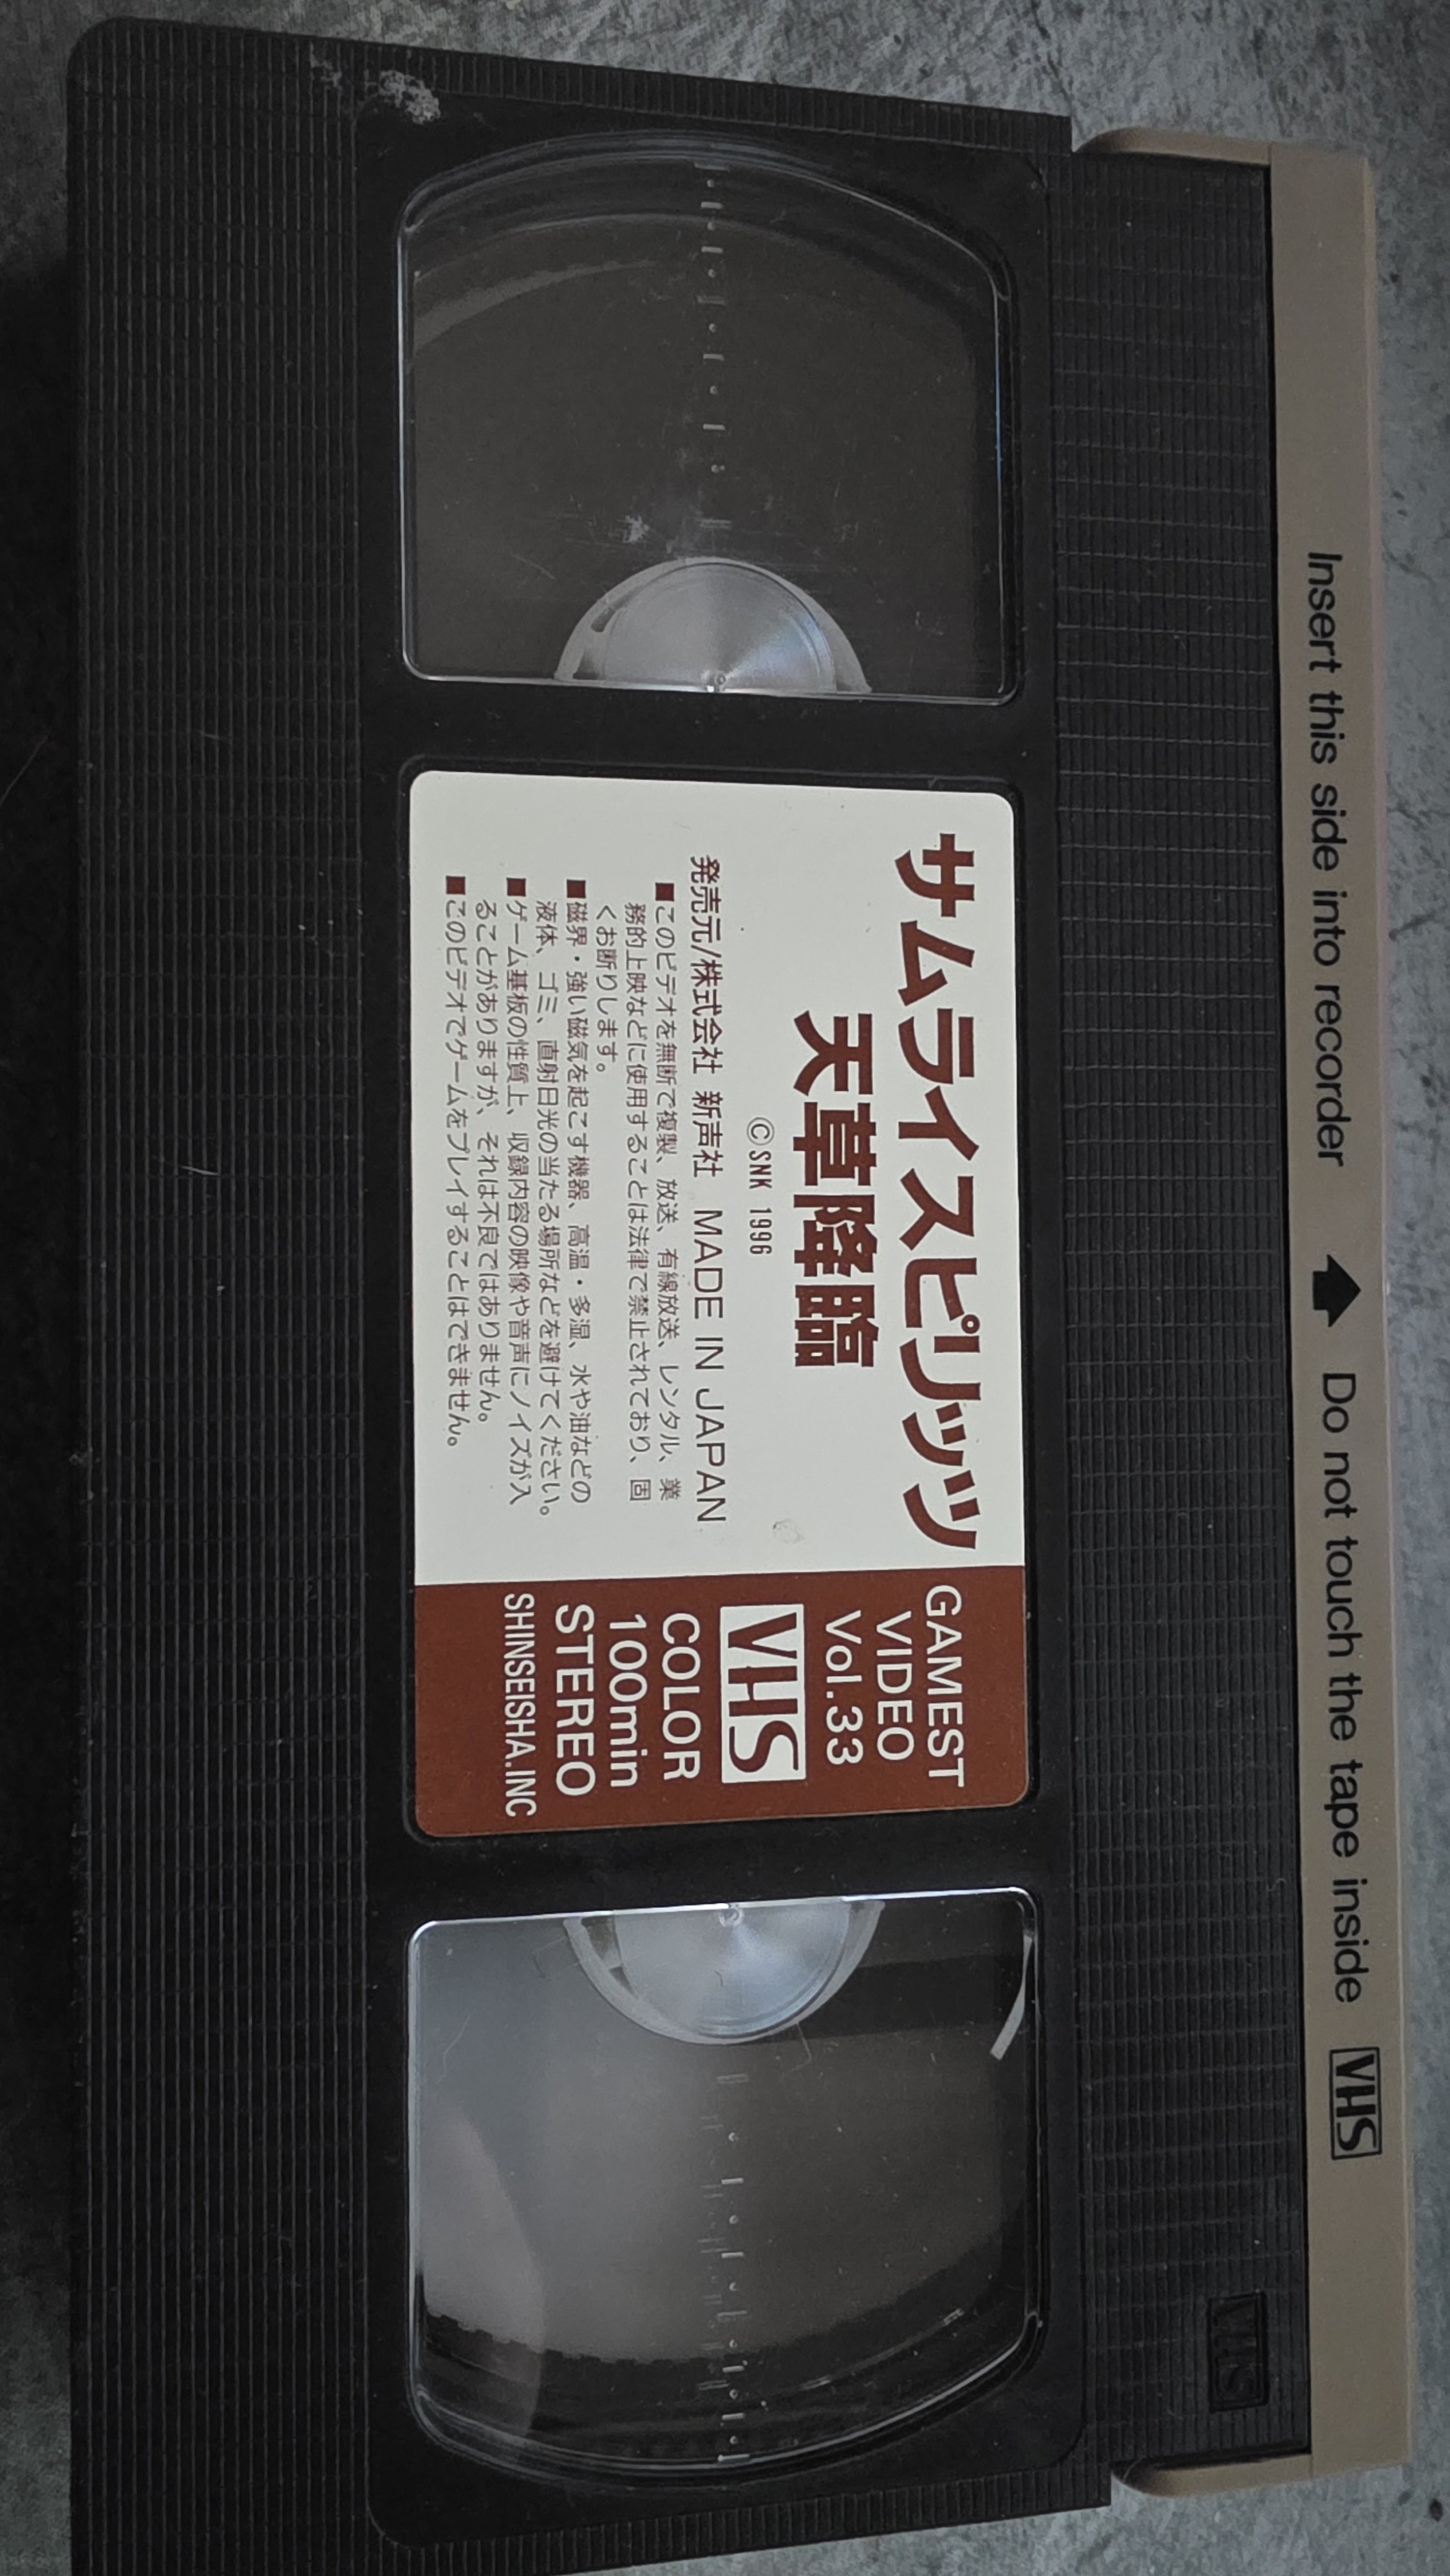 サムライスピリッツ
天草降臨
©SNK 1996
発売元/株式会社 新声社 MADE IN JAPAN
■このビデオを無断で複製、放送、有線放送、レンタル、業
務的上映などに使用することは法律で禁止されており、固
くお断りします。
■磁界・強い磁気を起こす機器、高温・多湿、水や油などの
液体、ゴミ、直射日光の当たる場所などを避けてください。
■ゲーム基板の性質上、収録内容の映像や音声にノイズが入
ることがありますが、それは不良ではありません。
■このビデオでゲームをプレイすることはできません。
GAMEST
VIDEO
Vol.33
VHS
COLOR
100min
STEREO
SHINSEISHA.INC
Insert this side into recorder Do not touch the tape inside VHS
VHS